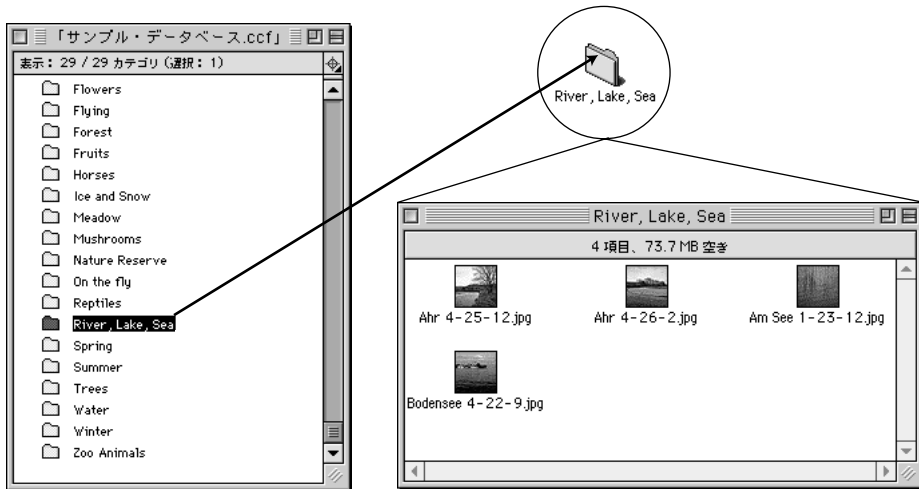 「サンプル・データベース.ccf」
表示： 29 / 29 カテゴリ（選択： 1）
Flowers
Flying
Forest
Fruits
Horses
Ice and Snow
Meadow
Mushrooms
Nature Reserve
On the fly
Reptiles
River, Lake, Sea
Spring
Summer
Trees
Water
Winter
Zoo Animals
River, Lake, Sea
River, Lake, Sea
4 項目、73.7 MB 空き
Ahr 4-25-12.jpg
Ahr 4-26-2.jpg
Am See 1-23-12.jpg
Bodensee 4-22-9.jpg